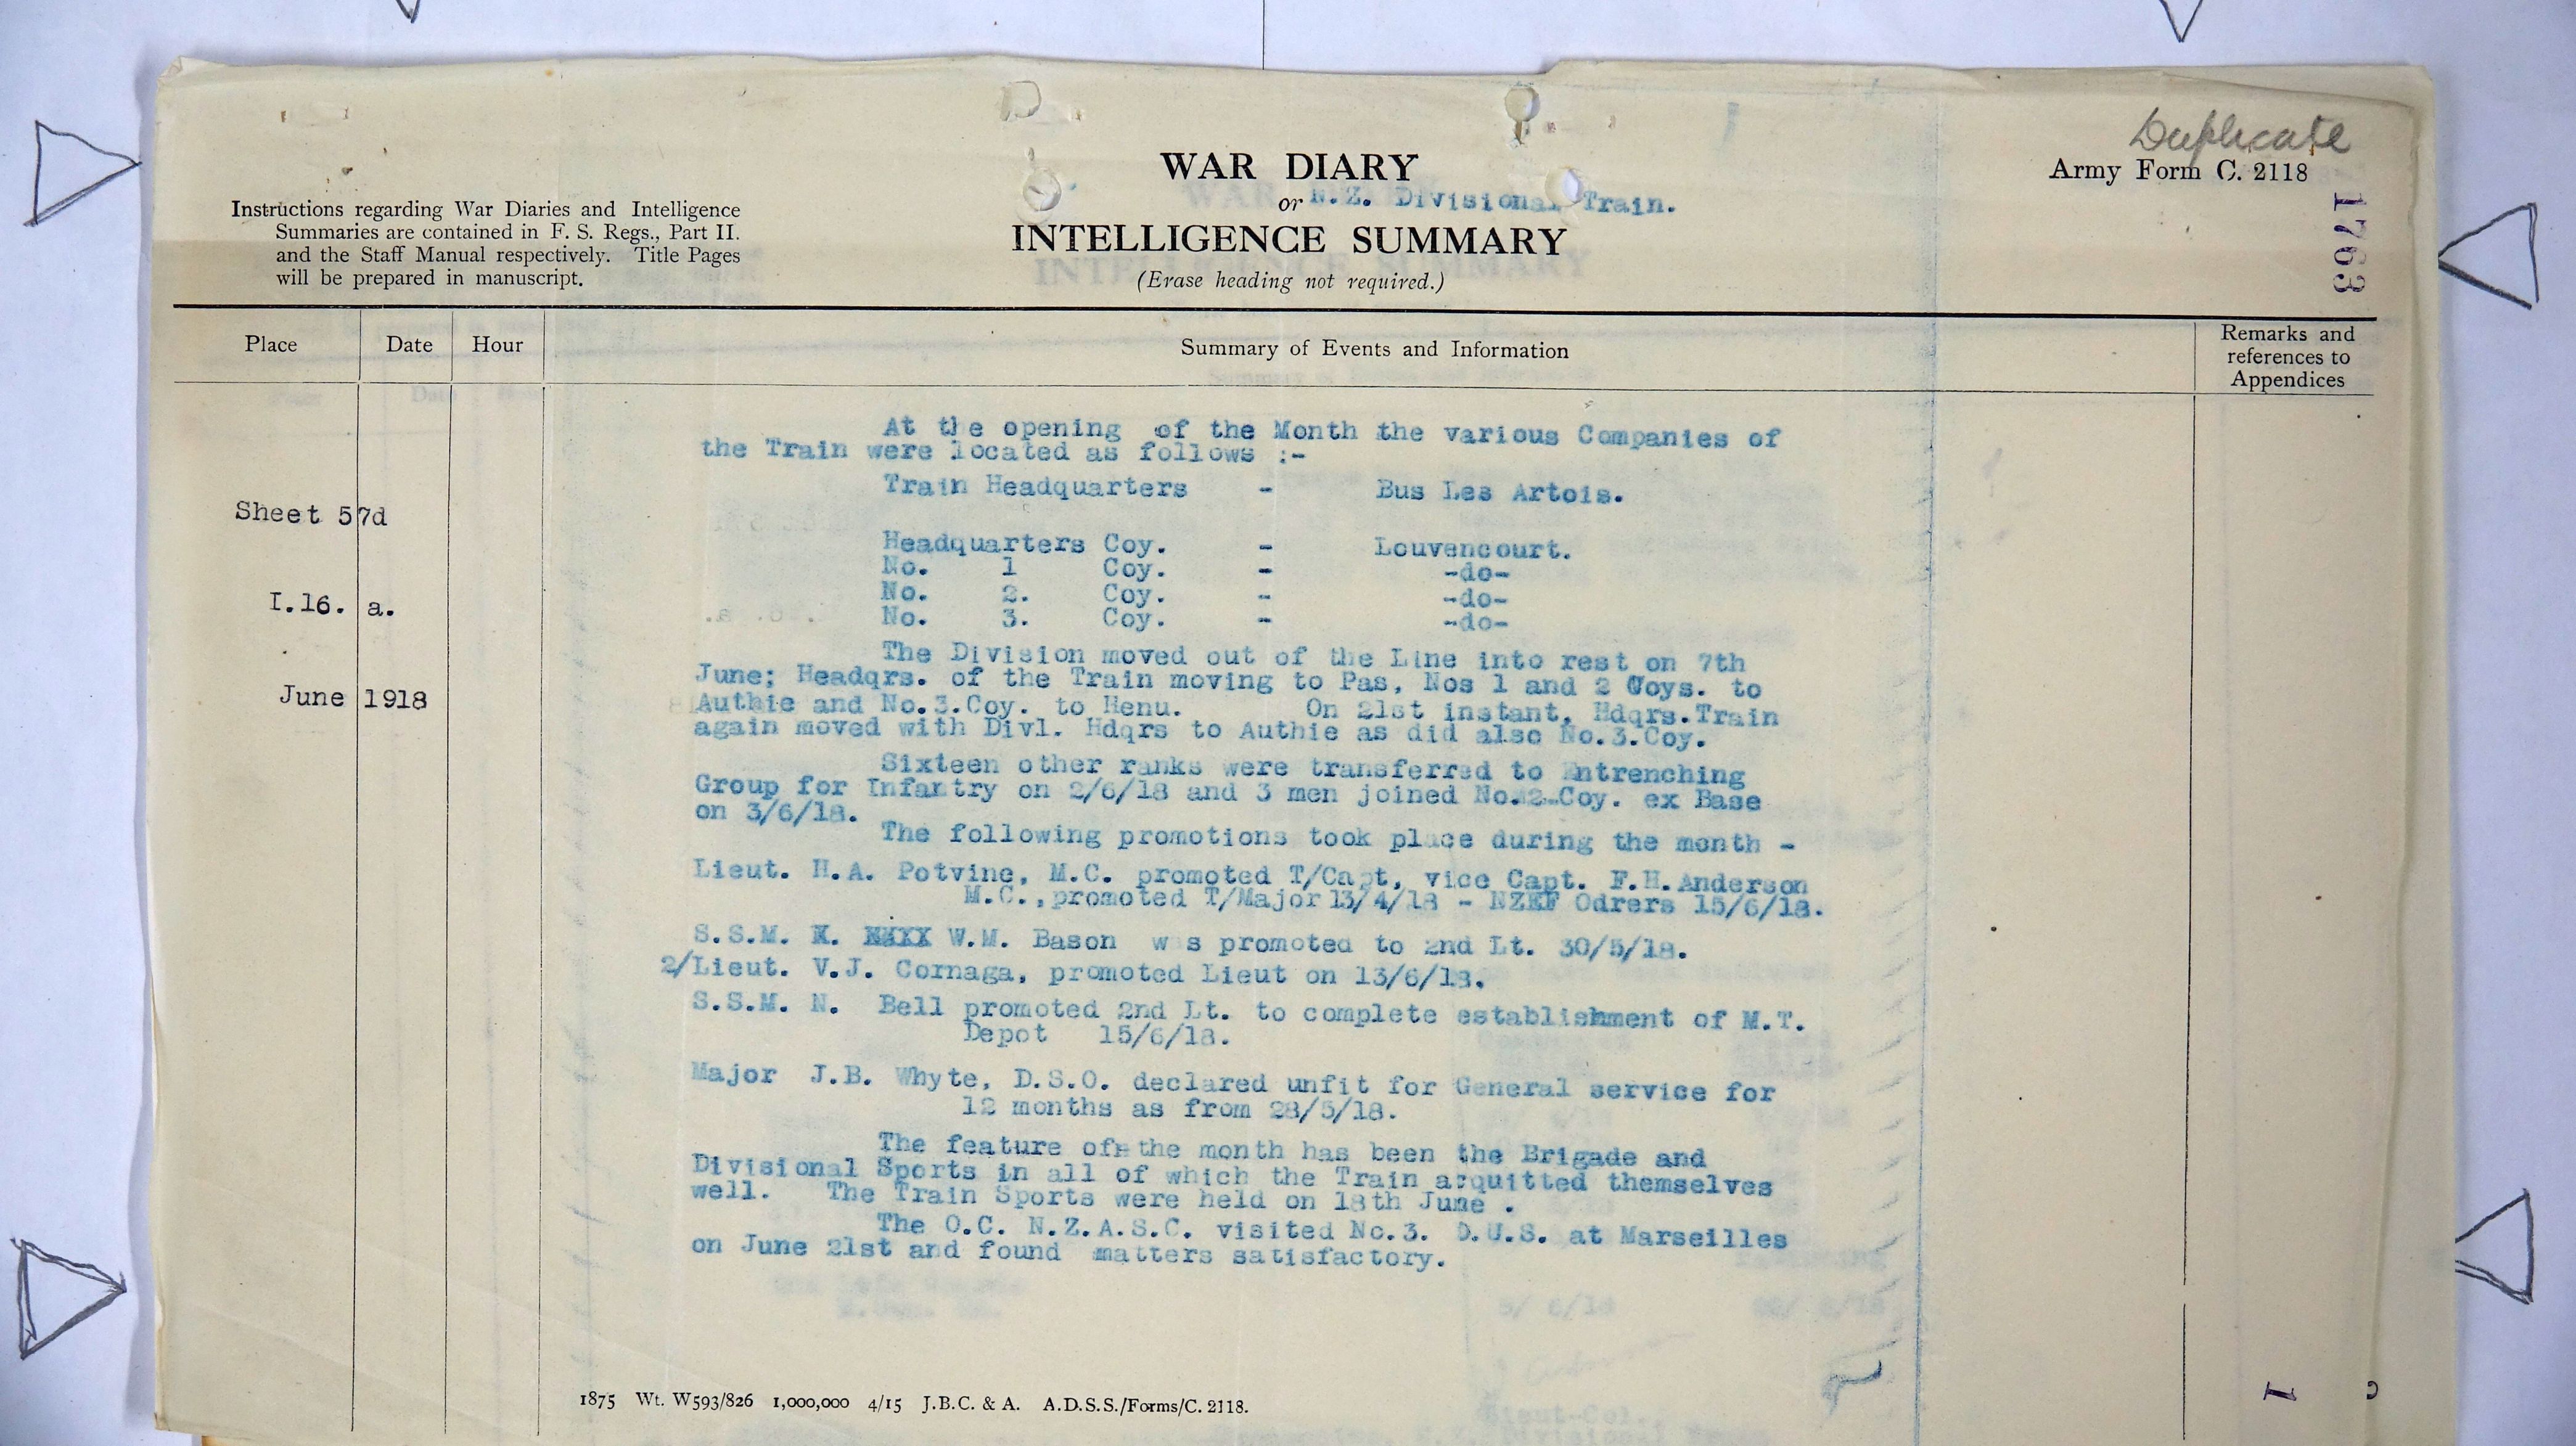 Duplicate
Army Form C. 2118
1763
WAR DIARY
or N.Z. Divisional Train.
INTELLIGENCE SUMMARY
(Erase heading not required.)
Instructions regarding War Diaries and Intelligence
Summaries are contained in F. S. Regs., Part II.
and the Staff Manual respectively. Title Pages
will be prepared in manuscript.
Place Date Hour Summary of Events and Information Remarks and
references to
Appendices
Sheet 57d
I.16. a.
June 1918
At the opening of the Month the various Companies of
the Train were located as follows :-
Train Headquarters - Bus Les Artois.
Headquarters Coy. - Louvencourt.
No. 1 Coy. - -do-
No. 2. Coy. - -do-
No. 3. Coy. - -do-
The Division moved out of the Line into rest on 7th
June; Headqrs. of the Train moving to Pas, Nos 1 and 2 Coys. to
Authie and No.3.Coy. to Henu. On 21st instant, Hdqrs.Train
again moved with Divl. Hdqrs to Authie as did also No.3.Coy.
Sixteen other ranks were transferred to Entrenching
Group for Infantry on 2/6/18 and 3 men joined No.2.Coy. ex Base
on 3/6/18.
The following promotions took place during the month -
Lieut. H.A. Potvine, M.C. promoted T/Capt, vice Capt. F.H.Anderson
M.C.,promoted T/Major 13/4/18 - NZEF Odrers 15/6/18.
S.S.M. W.M. Bason was promoted to 2nd Lt. 30/5/18.
2/Lieut. V.J. Cornaga, promoted Lieut on 13/6/18.
S.S.M. N. Bell promoted 2nd Lt. to complete establishment of M.T.
Depot 15/6/18.
Major J.B. Whyte, D.S.O. declared unfit for General service for
12 months as from 28/5/18.
The feature of the month has been the Brigade and
Divisional Sports in all of which the Train acquitted themselves
well. The Train Sports were held on 18th June .
The O.C. N.Z.A.S.C. visited No.3. D.U.S. at Marseilles
on June 21st and found matters satisfactory.
1875 Wt. W593/826 1,000,000 4/15 J.B.C. & A. A.D.S.S./Forms/C. 2118.
1